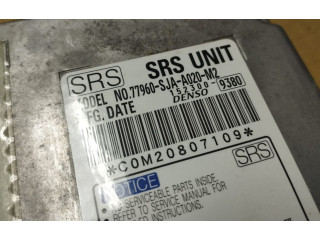 SRS SRS UNIT
MODEL NO.77960-SJA-A020-M2
MFG. DATE 152300-9380
DENSO
*C0M20807109*
SRS
NOTICE
NO SERVICEABLE PARTS INSIDE.
REFER TO SERVICE MANUAL FOR
INSTRUCTIONS.